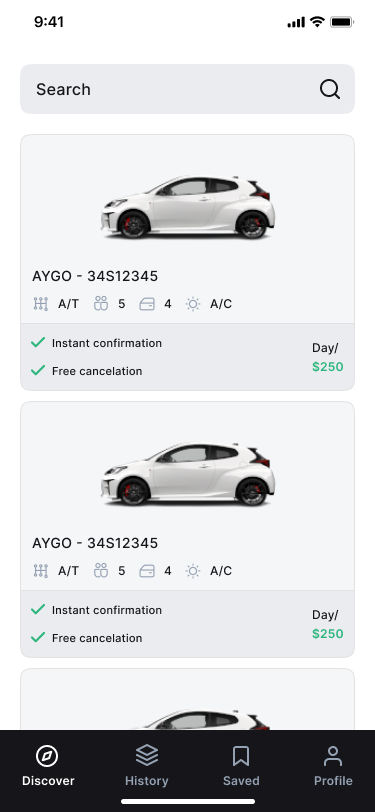 9:41
Search
AYGO - 34S12345
A/T 5 4 A/C
Instant confirmation
Free cancelation
Day/
$250
AYGO - 34S12345
A/T 5 4 A/C
Instant confirmation
Free cancelation
Day/
$250
Discover History Saved Profile